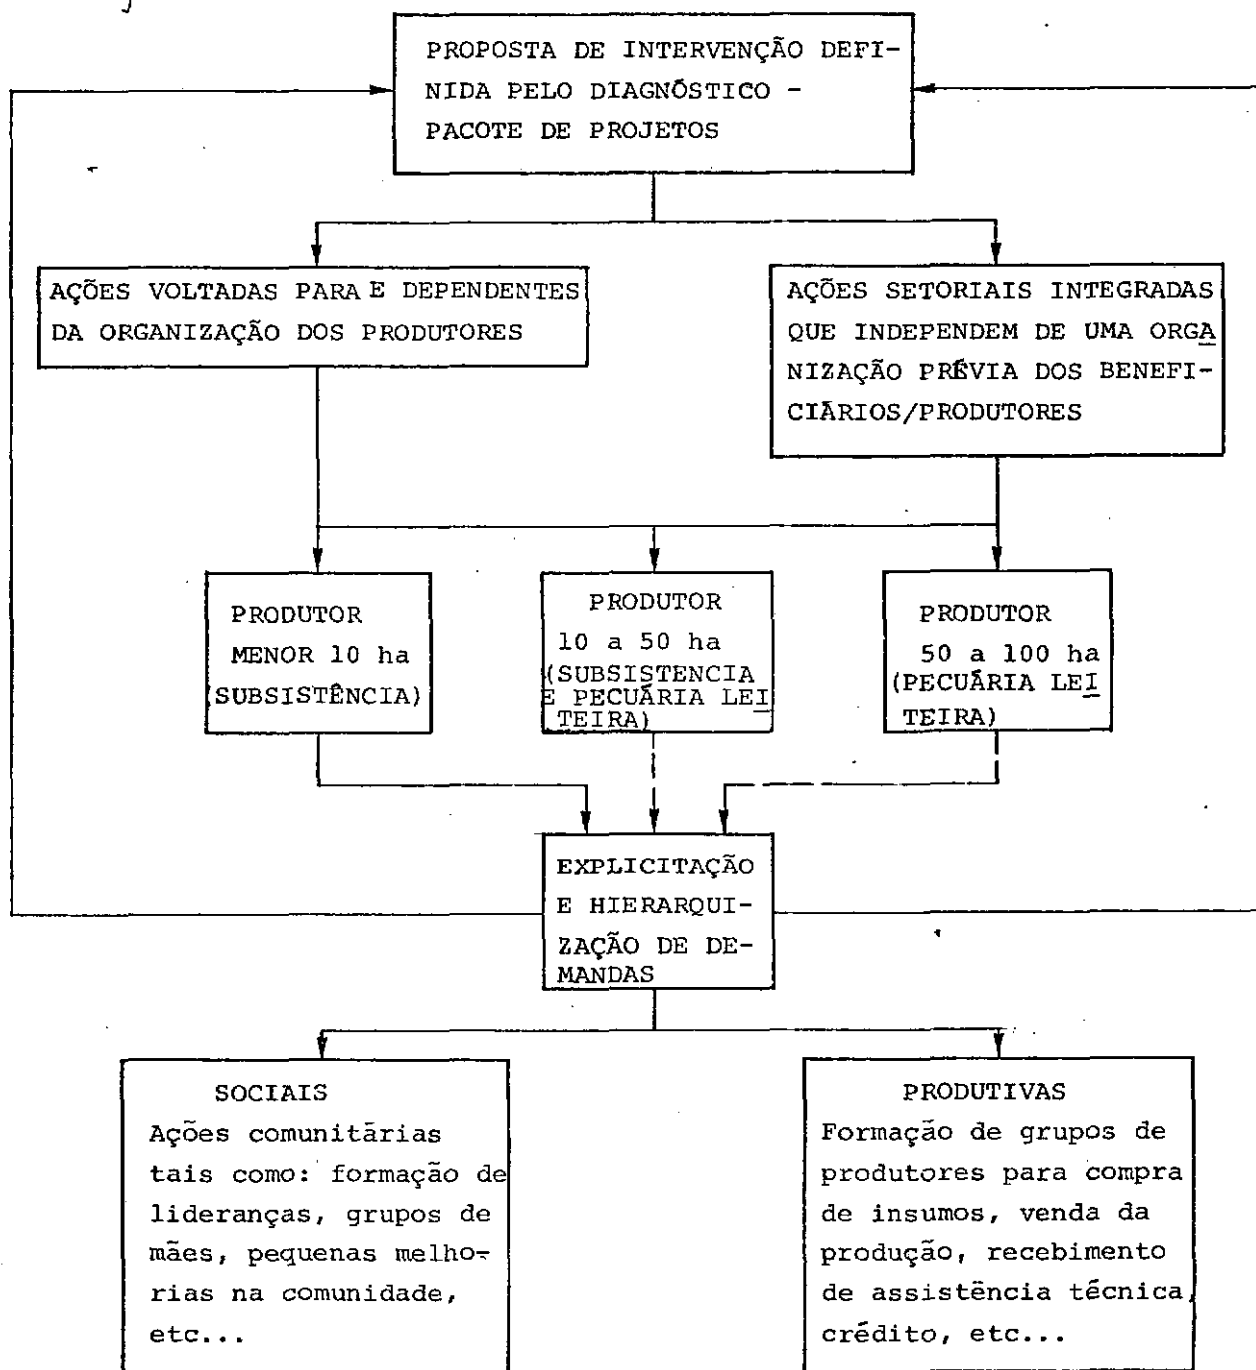 PROPOSTA DE INTERVENÇÃO DEFI-
NIDA PELO DIAGNÓSTICO -
PACOTE DE PROJETOS
AÇÕES VOLTADAS PARA E DEPENDENTES
DA ORGANIZAÇÃO DOS PRODUTORES
AÇÕES SETORIAIS INTEGRADAS
QUE INDEPENDEM DE UMA ORGA
NIZAÇÃO PRÉVIA DOS BENEFI-
CIÁRIOS/PRODUTORES
PRODUTOR
MENOR 10 ha
(SUBSISTÊNCIA)
PRODUTOR
10 a 50 ha
(SUBSISTENCIA
E PECUÁRIA LEI
TEIRA)
PRODUTOR
50 a 100 ha
(PECUÁRIA LEI
TEIRA)
EXPLICITAÇÃO
E HIERARQUI-
ZAÇÃO DE DE-
MANDAS
SOCIAIS
Ações comunitárias
tais como: formação de
lideranças, grupos de
mães, pequenas melho-
rias na comunidade,
etc...
PRODUTIVAS
Formação de grupos de
produtores para compra
de insumos, venda da
produção, recebimento
de assistência técnica,
crédito, etc...